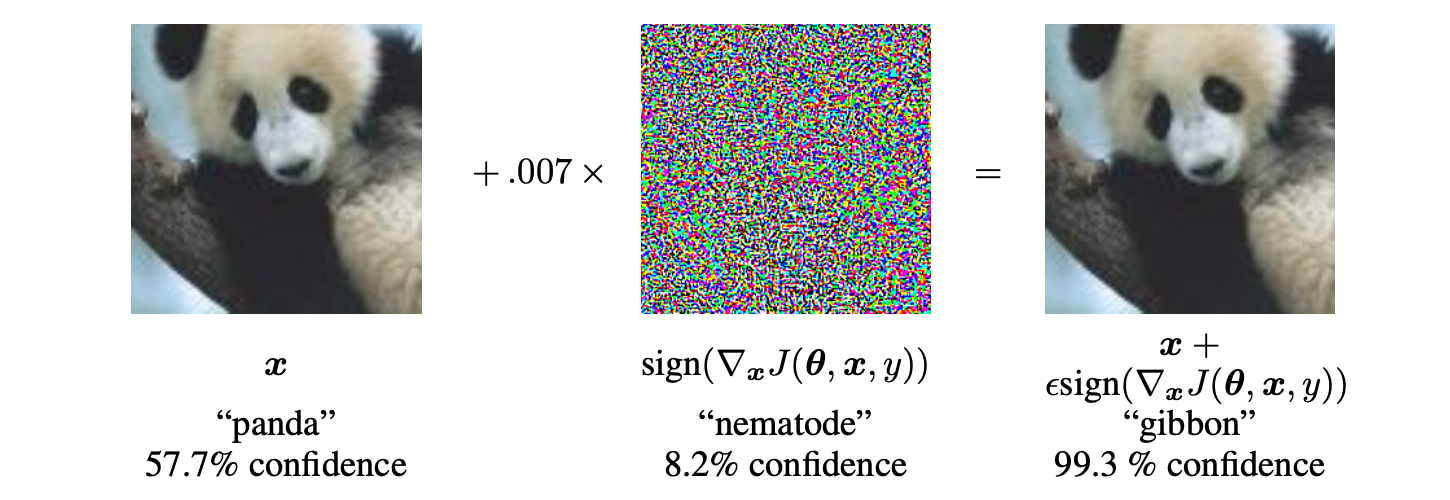 + .007 ×
=
x
sign(∇ₓJ(θ, x, y))
x +
ϵsign(∇ₓJ(θ, x, y))
“panda”
“nematode”
“gibbon”
57.7% confidence
8.2% confidence
99.3 % confidence